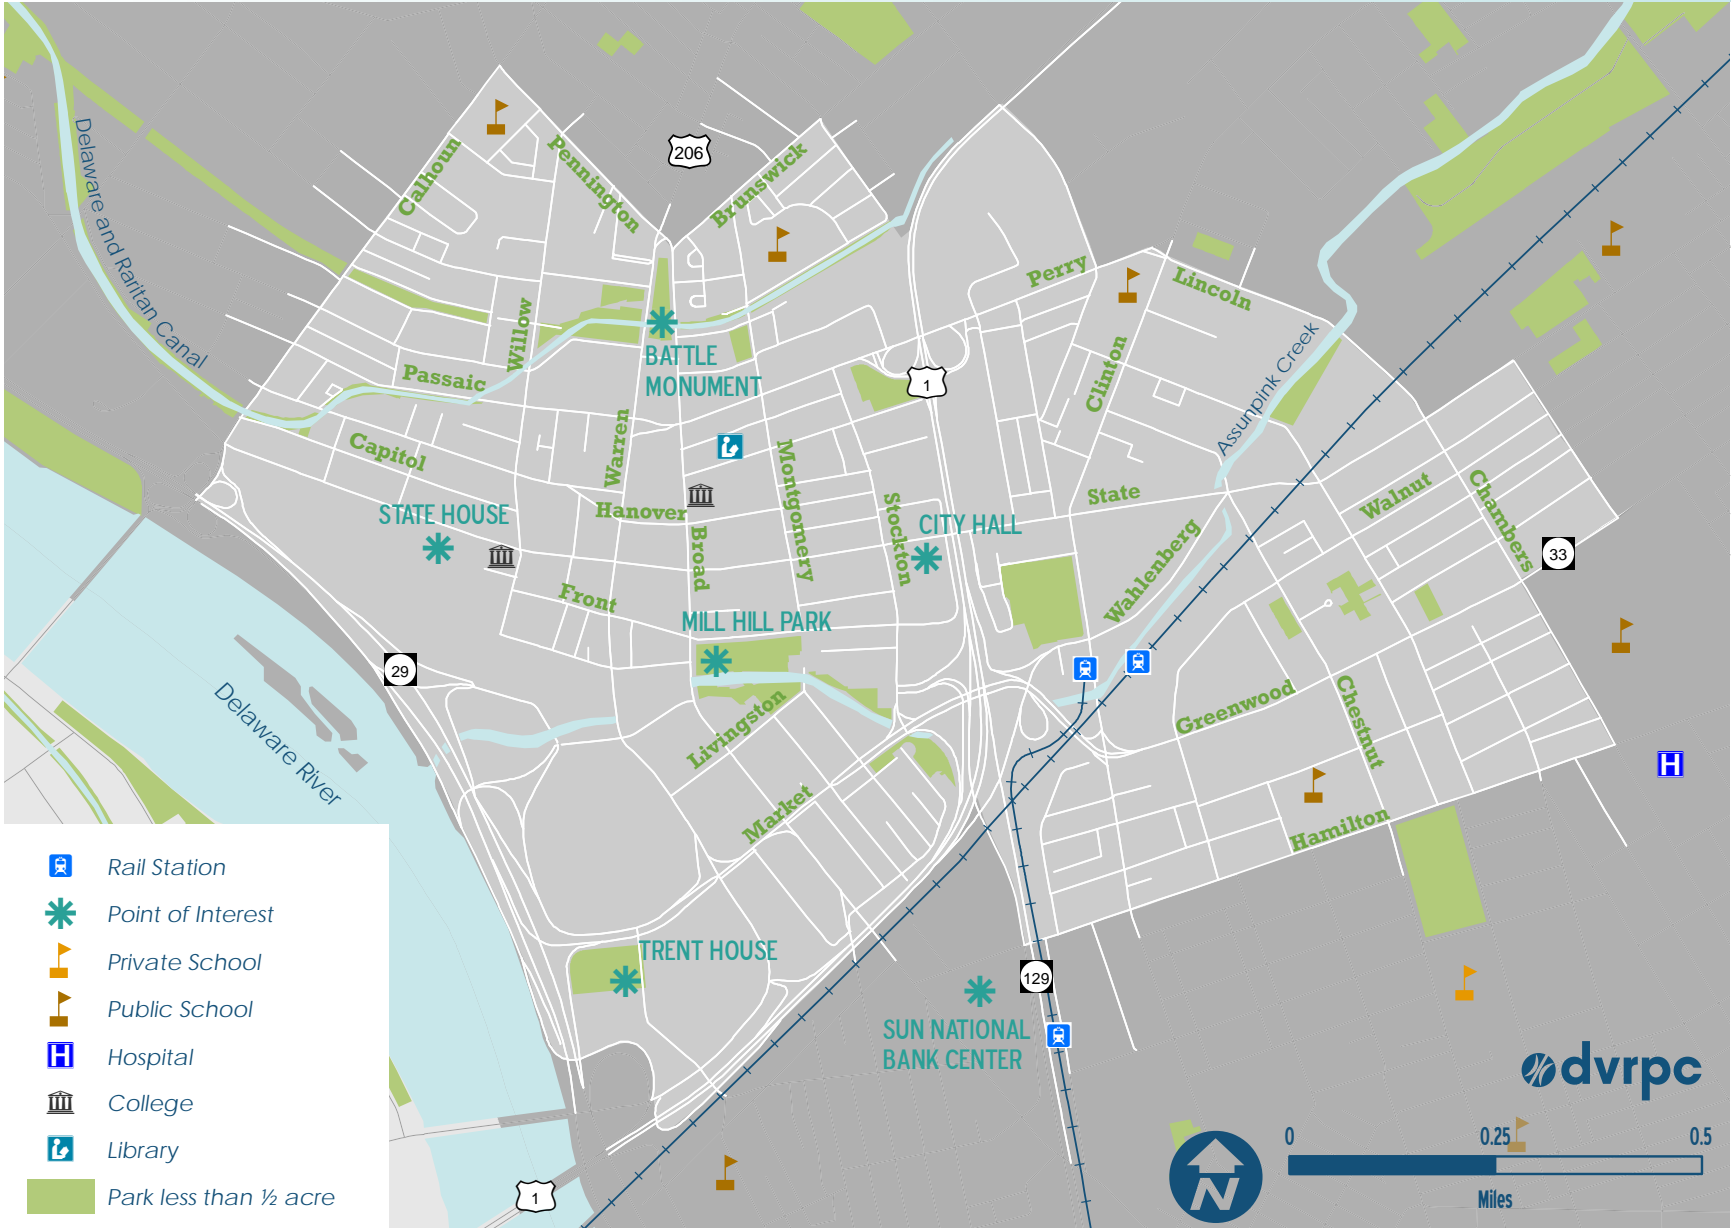 Delaware and Raritan Canal
Calhoun
Pennington
206
Brunswick
Perry
Lincoln
Willow
Passaic
BATTLE
MONUMENT
1
Clinton
Assunpink Creek
Capitol
Warren
Montgomery
STATE HOUSE
Hanover
Broad
Stockton
CITY HALL
State
Walnut
Chambers
33
Wahlenberg
Front
MILL HILL PARK
29
Delaware River
Livingston
Greenwood
Chestnut
H
Market
Hamilton
TRENT HOUSE
129
SUN NATIONAL
BANK CENTER
Rail Station
Point of Interest
Private School
Public School
H Hospital
College
Library
Park less than ½ acre
1
dvrpc
N
0 0.25 0.5
Miles